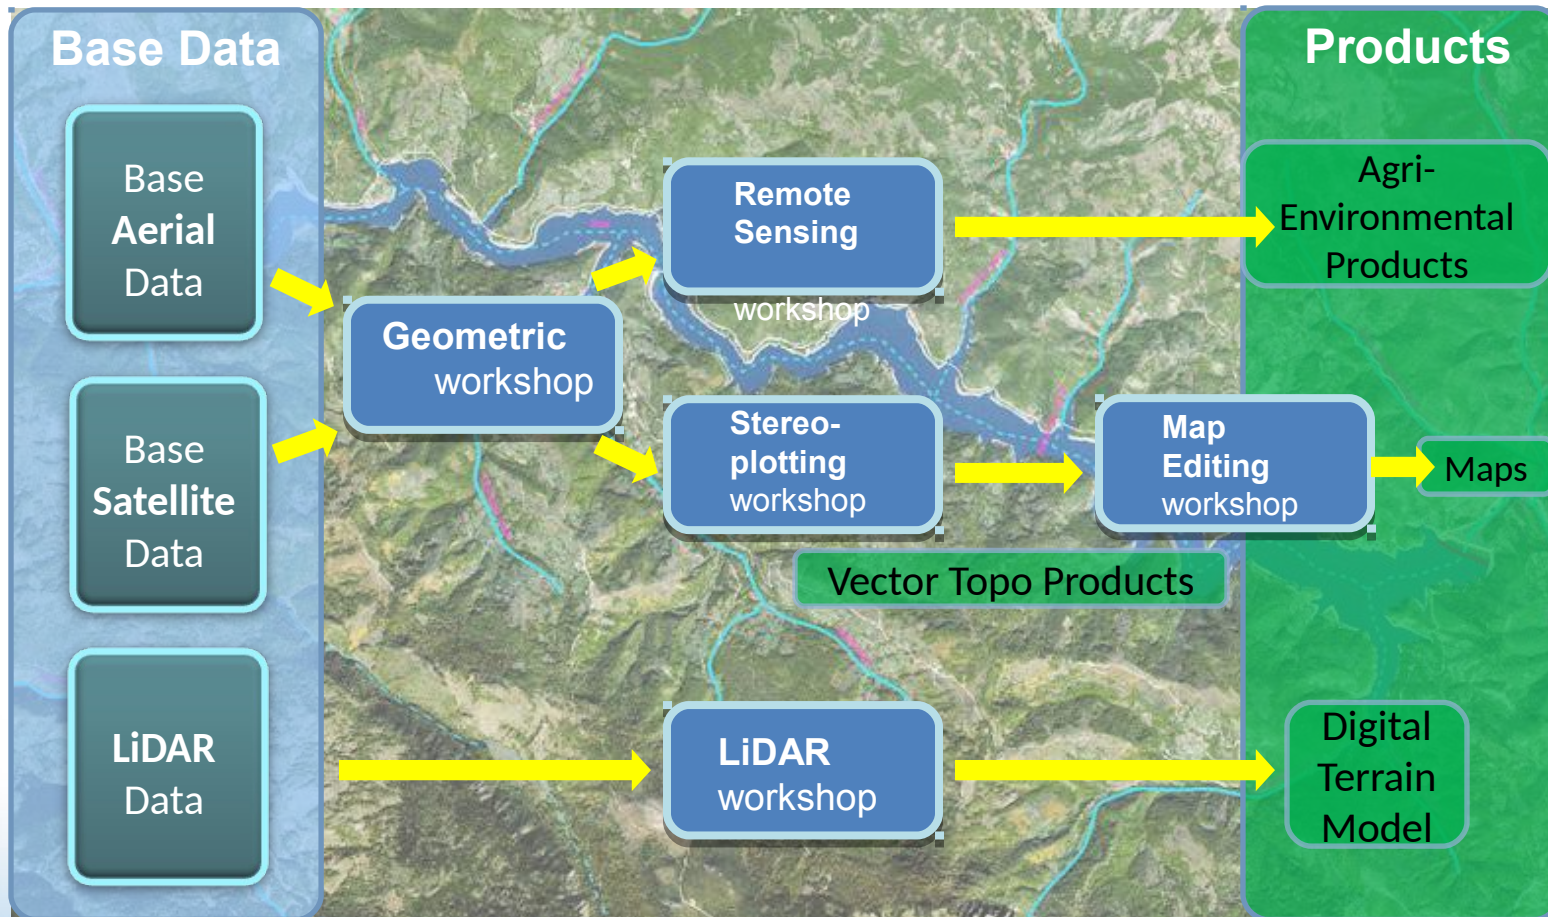 Base Data
Products
Base
Aerial
Data
Base
Satellite
Data
LiDAR
Data
Geometric
workshop
Remote
Sensing
workshop
Stereo-
plotting
workshop
Map
Editing
workshop
Vector Topo Products
LiDAR
workshop
Agri-
Environmental
Products
Maps
Digital
Terrain
Model